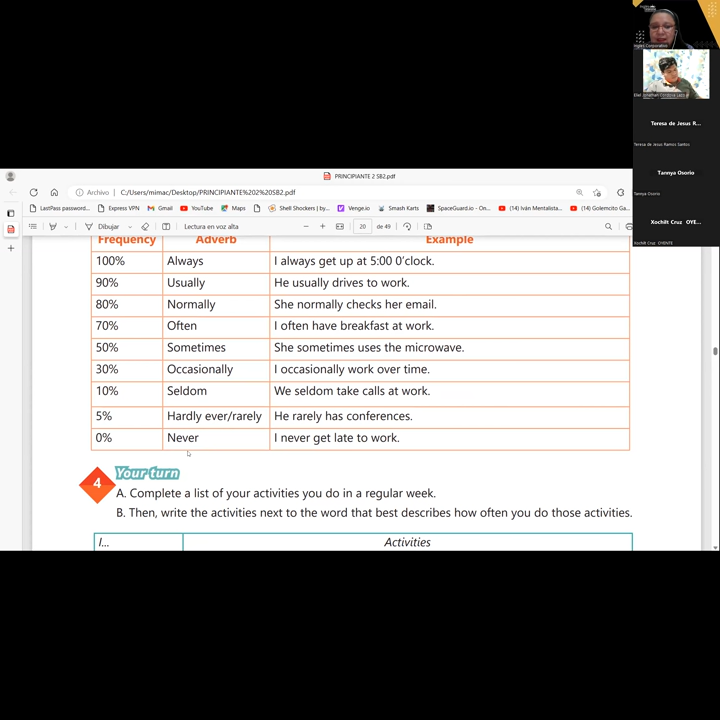 Inglés Corporativo
Teresa de Jesus R...
Teresa de Jesus Ramos Santos
Tannya Osorio
Tannya Osorio
Xochilt Cruz OYE...
Xochilt Cruz OYENTE
PRINCIPIANTE 2 SB2.pdf
Archivo C:/Users/mimac/Desktop/PRINCIPIANTE%202%20SB2.pdf
LastPass password... Express VPN Gmail YouTube Maps Shell Shockers | by... Venge.io Smash Karts SpaceGuard.io - On... (14) Iván Mentalista... (14) Golemcito Ga...
Dibujar Lectura en voz alta 20 de 49
Frequency Adverb Example
100% Always I always get up at 5:00 0'clock.
90% Usually He usually drives to work.
80% Normally She normally checks her email.
70% Often I often have breakfast at work.
50% Sometimes She sometimes uses the microwave.
30% Occasionally I occasionally work over time.
10% Seldom We seldom take calls at work.
5% Hardly ever/rarely He rarely has conferences.
0% Never I never get late to work.
4 Your turn
A. Complete a list of your activities you do in a regular week.
B. Then, write the activities next to the word that best describes how often you do those activities.
I... Activities